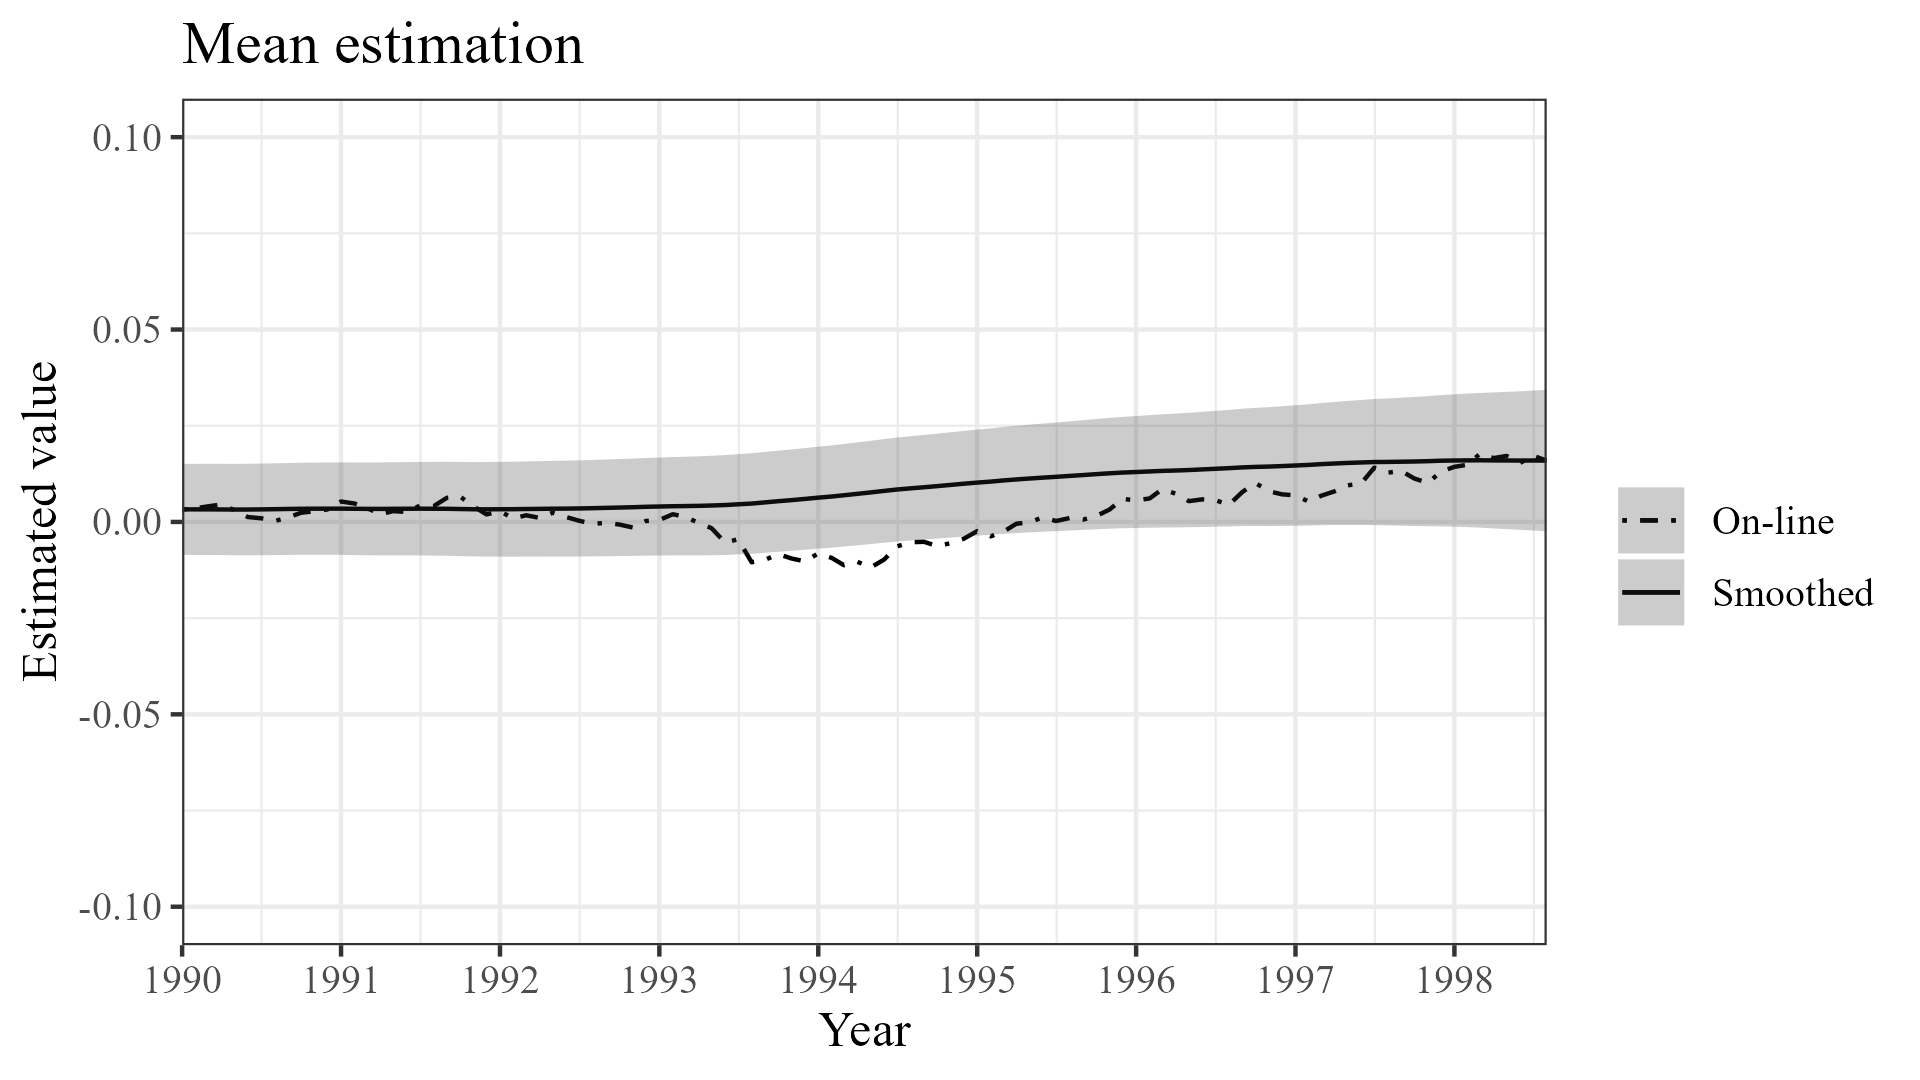 Mean estimation
Estimated value
0.10
0.05
0.00
-0.05
-0.10
1990 1991 1992 1993 1994 1995 1996 1997 1998
Year
On-line
Smoothed